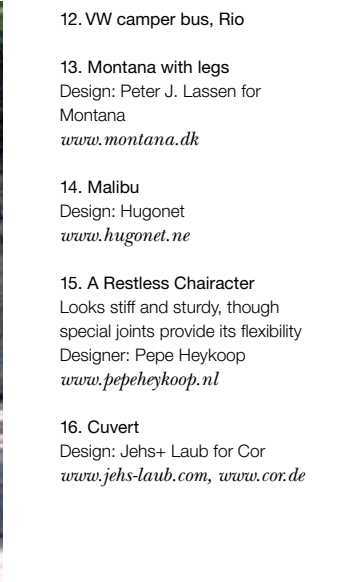 12. VW camper bus, Rio
13. Montana with legs
Design: Peter J. Lassen for
Montana
www.montana.dk
14. Malibu
Design: Hugonet
www.hugonet.ne
15. A Restless Chairacter
Looks stiff and sturdy, though
special joints provide its flexibility
Designer: Pepe Heykoop
www.pepeheykoop.nl
16. Cuvert
Design: Jehs+ Laub for Cor
www.jehs-laub.com, www.cor.de